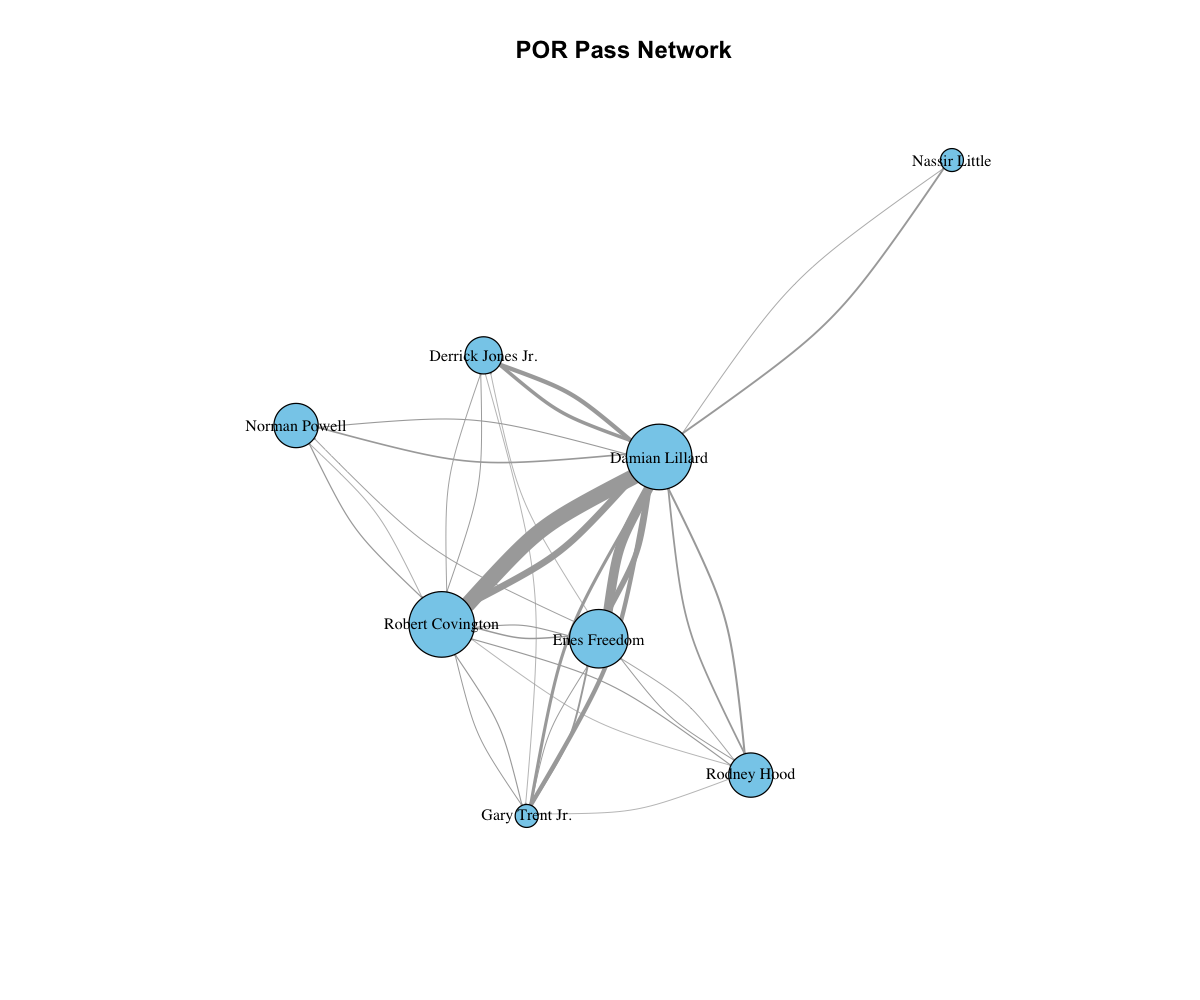 POR Pass Network
Nassir Little
Derrick Jones Jr.
Norman Powell
Damian Lillard
Robert Covington
Enes Freedom
Rodney Hood
Gary Trent Jr.